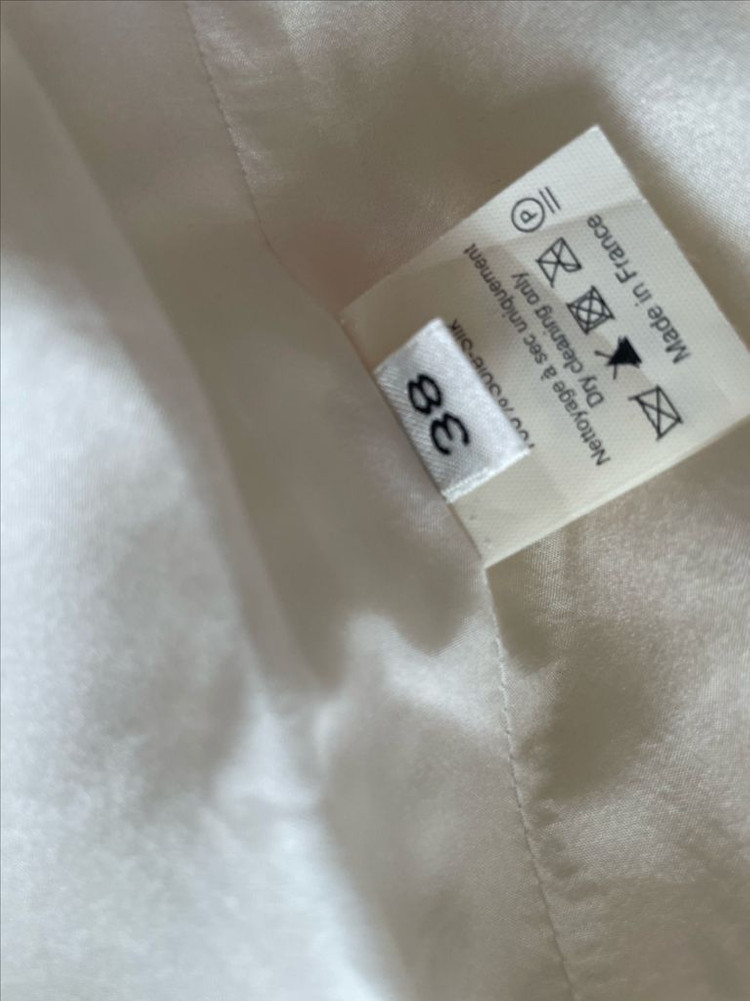 38
100%Soie-Silk
Nettoyage à sec uniquement
Dry cleaning only
P
Made in France